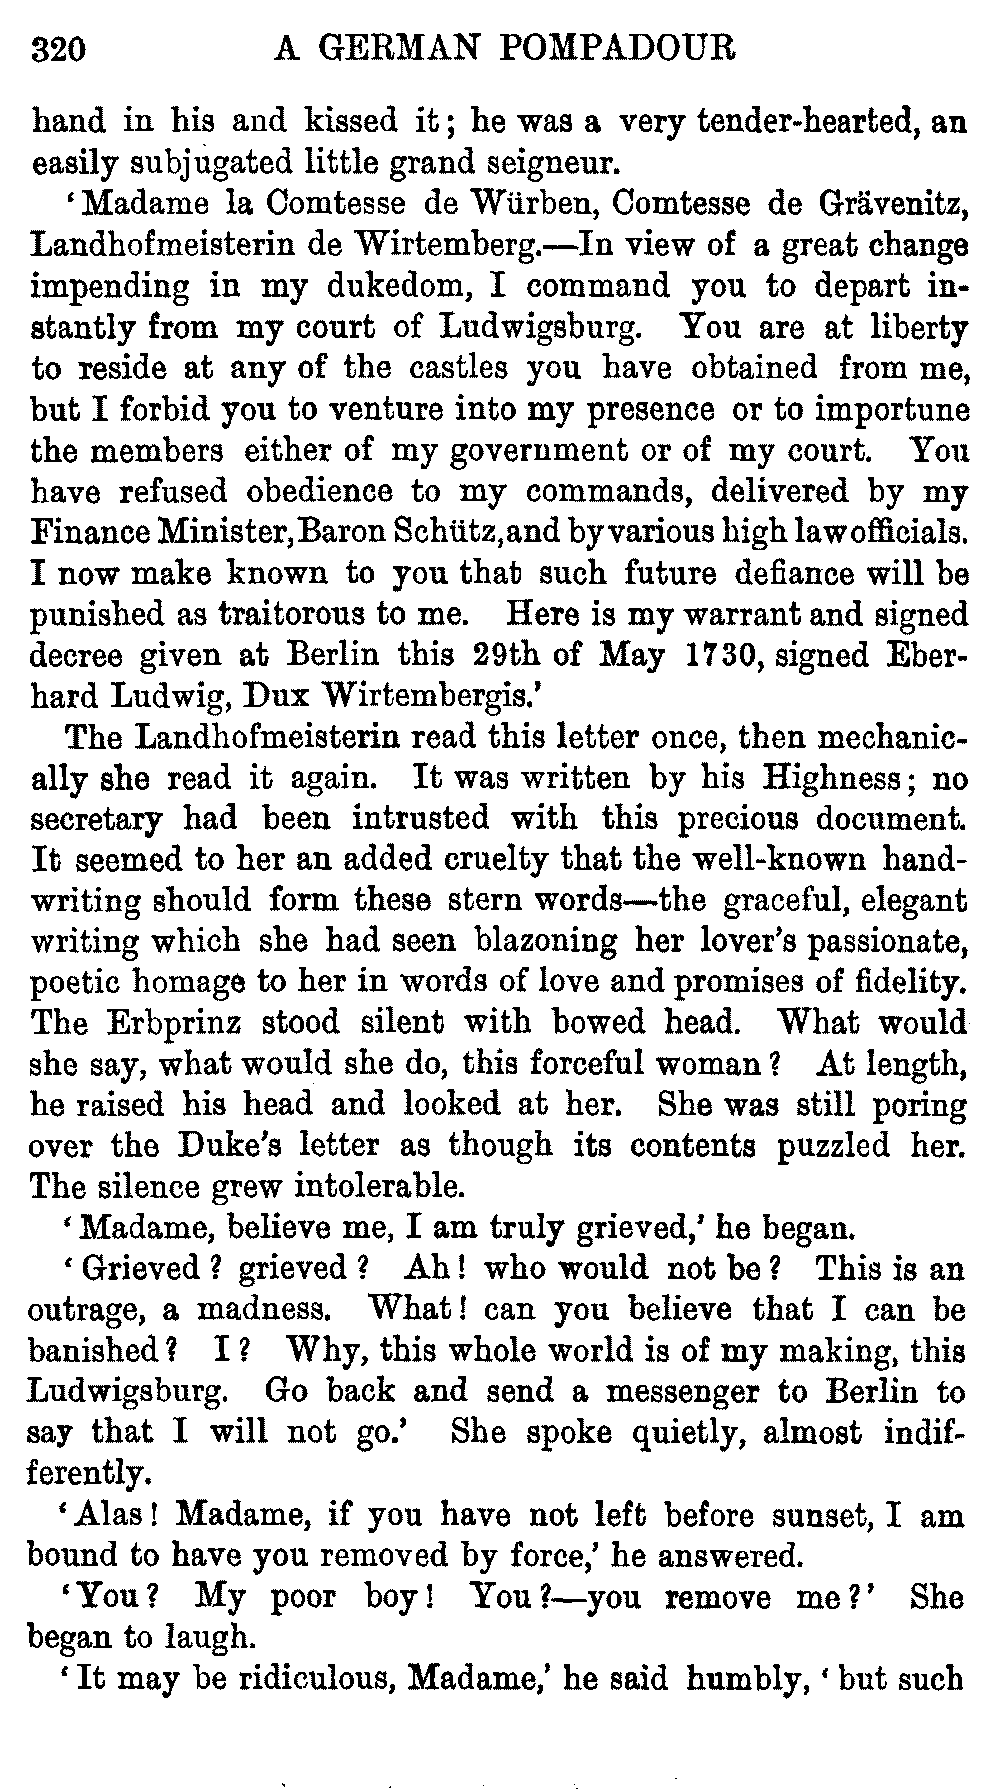 320 A GERMAN POMPADOUR
hand in his and kissed it; he was a very tender-hearted, an
easily subjugated little grand seigneur.
‘Madame la Comtesse de Würben, Comtesse de Grävenitz,
Landhofmeisterin de Wirtemberg.—In view of a great change
impending in my dukedom, I command you to depart in-
stantly from my court of Ludwigsburg. You are at liberty
to reside at any of the castles you have obtained from me,
but I forbid you to venture into my presence or to importune
the members either of my government or of my court. You
have refused obedience to my commands, delivered by my
Finance Minister, Baron Schütz, and by various high law officials.
I now make known to you that such future defiance will be
punished as traitorous to me. Here is my warrant and signed
decree given at Berlin this 29th of May 1730, signed Eber-
hard Ludwig, Dux Wirtembergis.’
The Landhofmeisterin read this letter once, then mechanic-
ally she read it again. It was written by his Highness; no
secretary had been intrusted with this precious document.
It seemed to her an added cruelty that the well-known hand-
writing should form these stern words—the graceful, elegant
writing which she had seen blazoning her lover’s passionate,
poetic homage to her in words of love and promises of fidelity.
The Erbprinz stood silent with bowed head. What would
she say, what would she do, this forceful woman? At length,
he raised his head and looked at her. She was still poring
over the Duke’s letter as though its contents puzzled her.
The silence grew intolerable.
‘Madame, believe me, I am truly grieved,’ he began.
‘Grieved? grieved? Ah! who would not be? This is an
outrage, a madness. What! can you believe that I can be
banished? I? Why, this whole world is of my making, this
Ludwigsburg. Go back and send a messenger to Berlin to
say that I will not go.’ She spoke quietly, almost indif-
ferently.
‘Alas! Madame, if you have not left before sunset, I am
bound to have you removed by force,’ he answered.
‘You? My poor boy! You?—you remove me?’ She
began to laugh.
‘It may be ridiculous, Madame,’ he said humbly, ‘but such